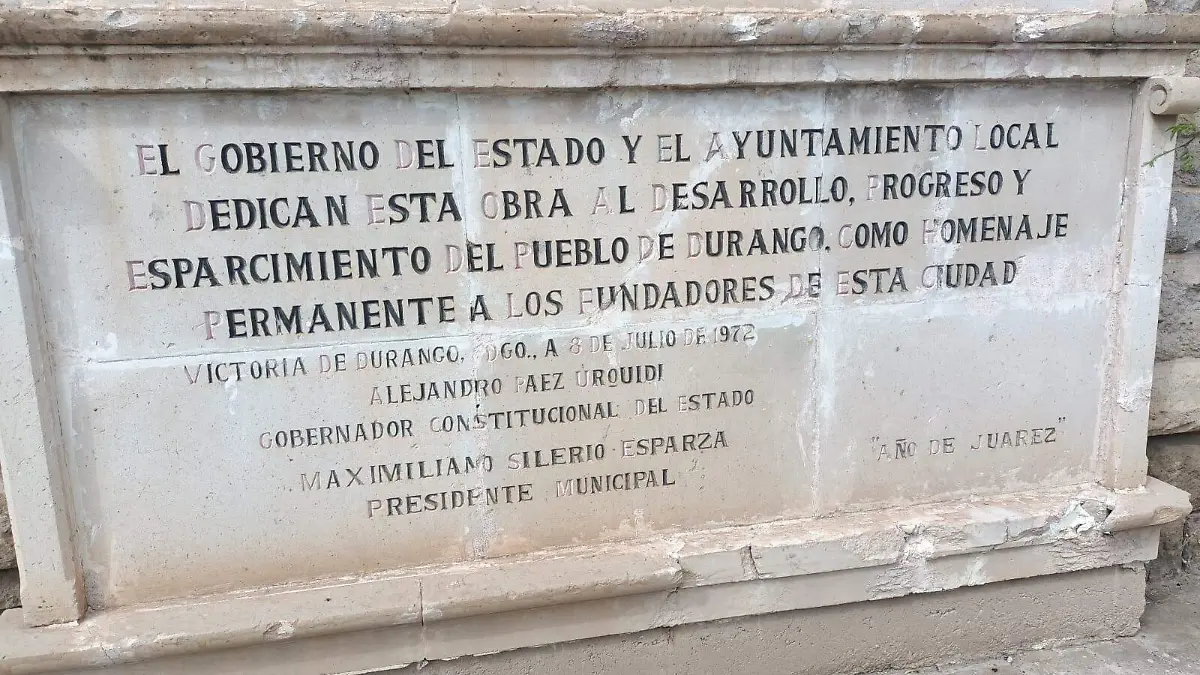 EL GOBIERNO DEL ESTADO Y EL AYUNTAMIENTO LOCAL
DEDICAN ESTA OBRA AL DESARROLLO, PROGRESO Y
ESPARCIMIENTO DEL PUEBLO DE DURANGO, COMO HOMENAJE
PERMANENTE A LOS FUNDADORES DE ESTA CIUDAD
VICTORIA DE DURANGO, DGO., A 8 DE JULIO DE 1972
ALEJANDRO PAEZ URQUIDI
GOBERNADOR CONSTITUCIONAL DEL ESTADO
MAXIMILIANO SILERIO ESPARZA
PRESIDENTE MUNICIPAL
"AÑO DE JUAREZ"